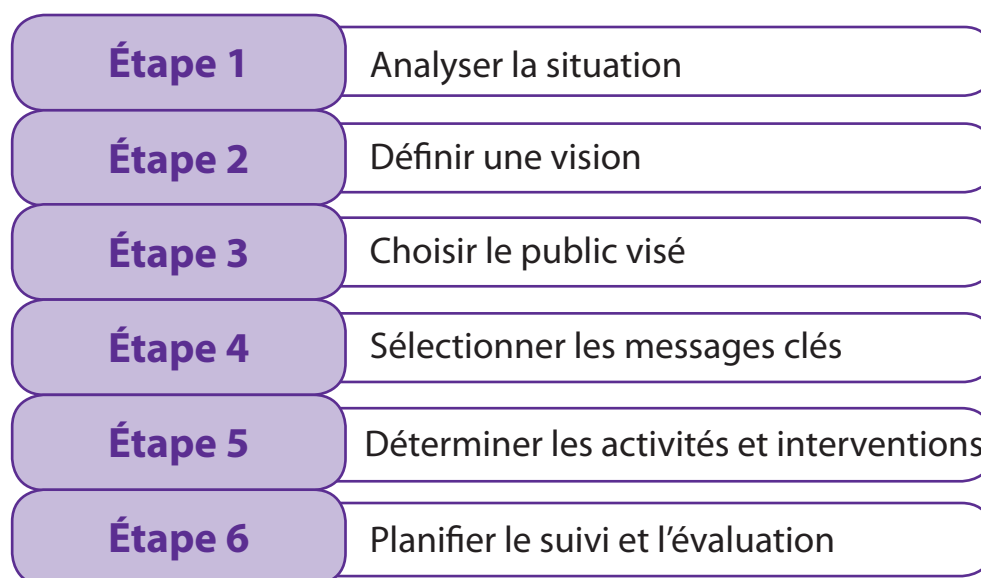 Étape 1 Analyser la situation
Étape 2 Définir une vision
Étape 3 Choisir le public visé
Étape 4 Sélectionner les messages clés
Étape 5 Déterminer les activités et interventions
Étape 6 Planifier le suivi et l'évaluation